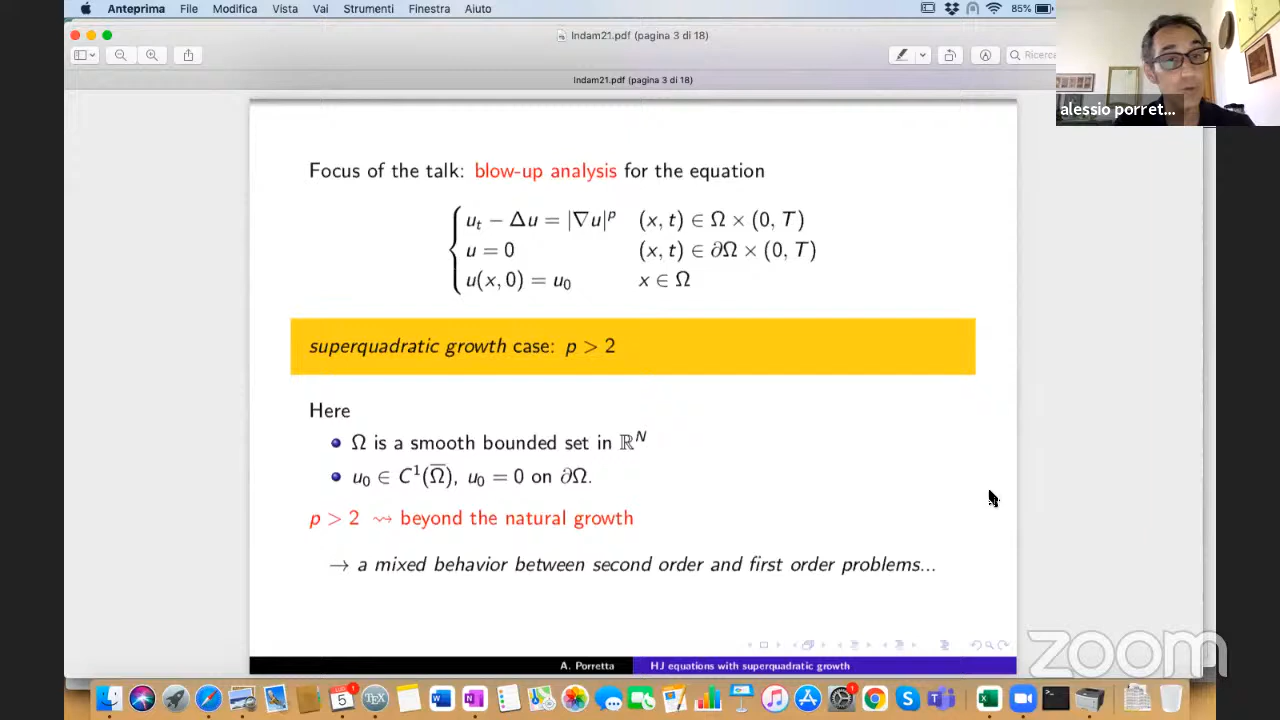 Anteprima File Modifica Vista Vai Strumenti Finestra Aiuto 85%
Indam21.pdf (pagina 3 di 18)
Indam21.pdf (pagina 3 di 18)
alessio porret...
Focus of the talk: blow-up analysis for the equation
u_t − Δu = |∇u|^p (x, t) ∈ Ω × (0, T)
u = 0 (x, t) ∈ ∂Ω × (0, T)
u(x, 0) = u_0 x ∈ Ω
superquadratic growth case: p > 2
Here
• Ω is a smooth bounded set in ℝ^N
• u_0 ∈ C^1(Ω̅), u_0 = 0 on ∂Ω.
p > 2 ⇝ beyond the natural growth
→ a mixed behavior between second order and first order problems...
A. Porretta HJ equations with superquadratic growth
zoom